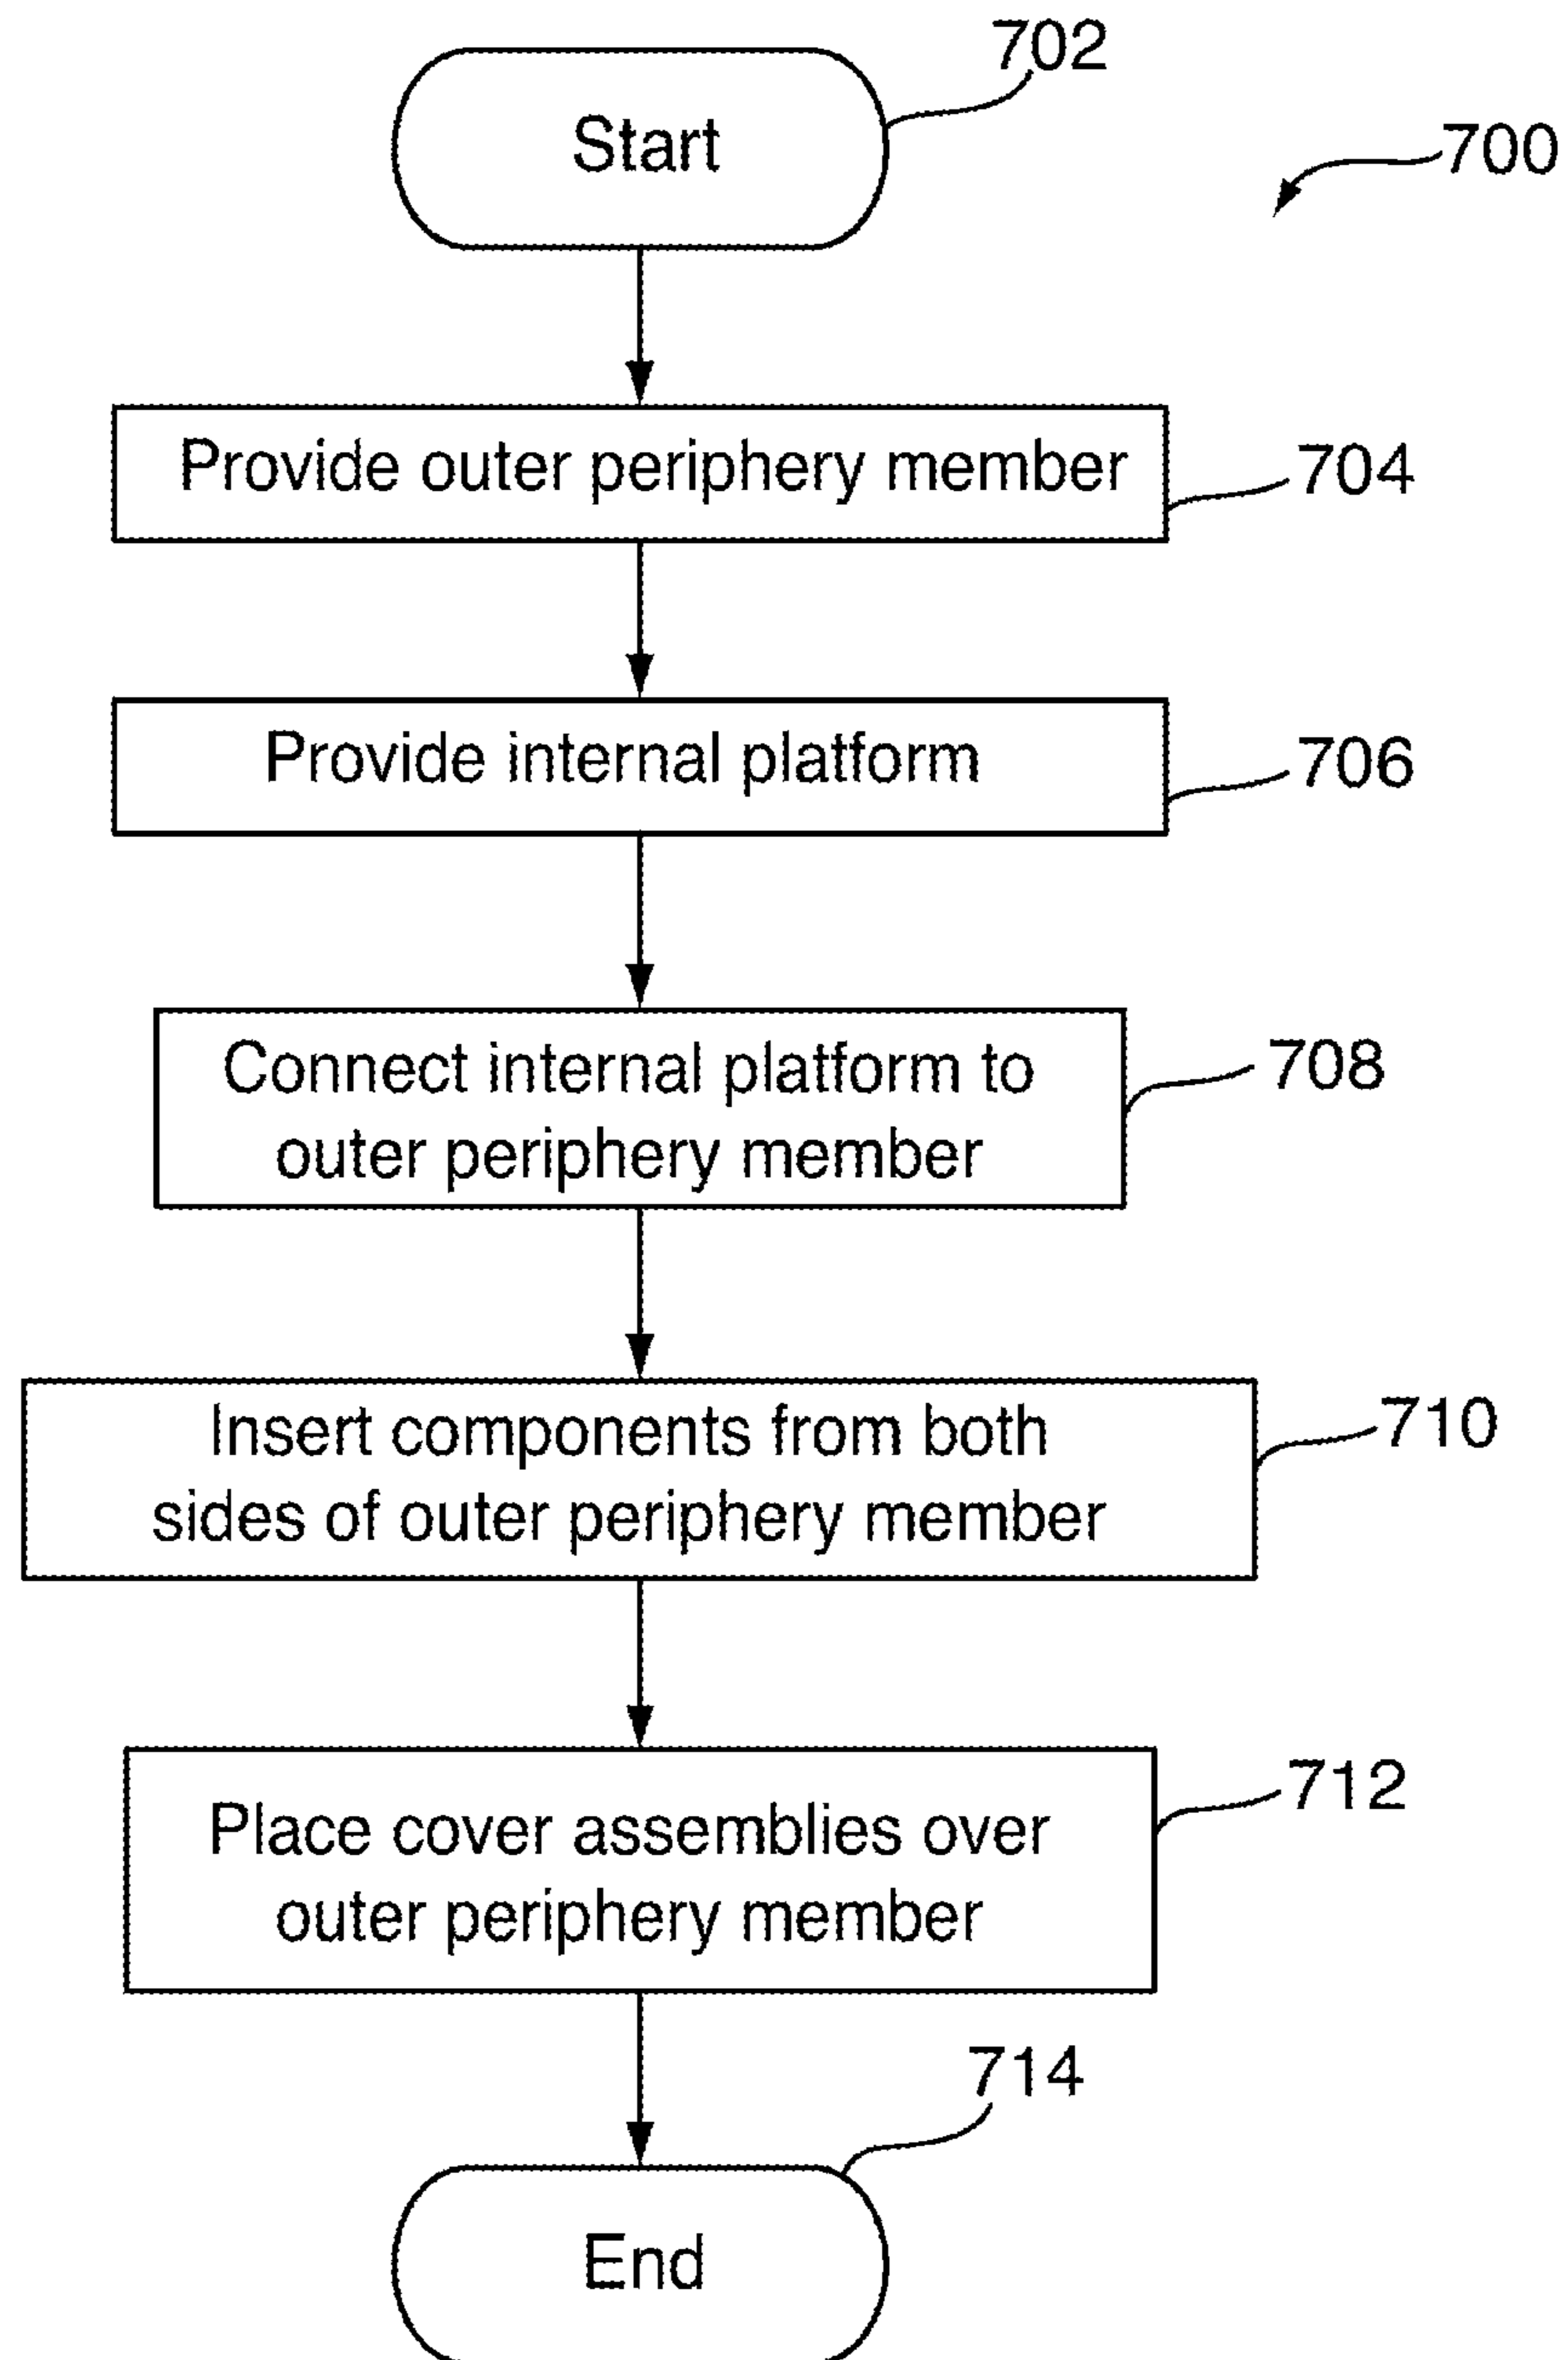 702
Start
700
Provide outer periphery member
704
Provide internal platform
706
Connect internal platform to
outer periphery member
708
Insert components from both
sides of outer periphery member
710
Place cover assemblies over
outer periphery member
712
714
End